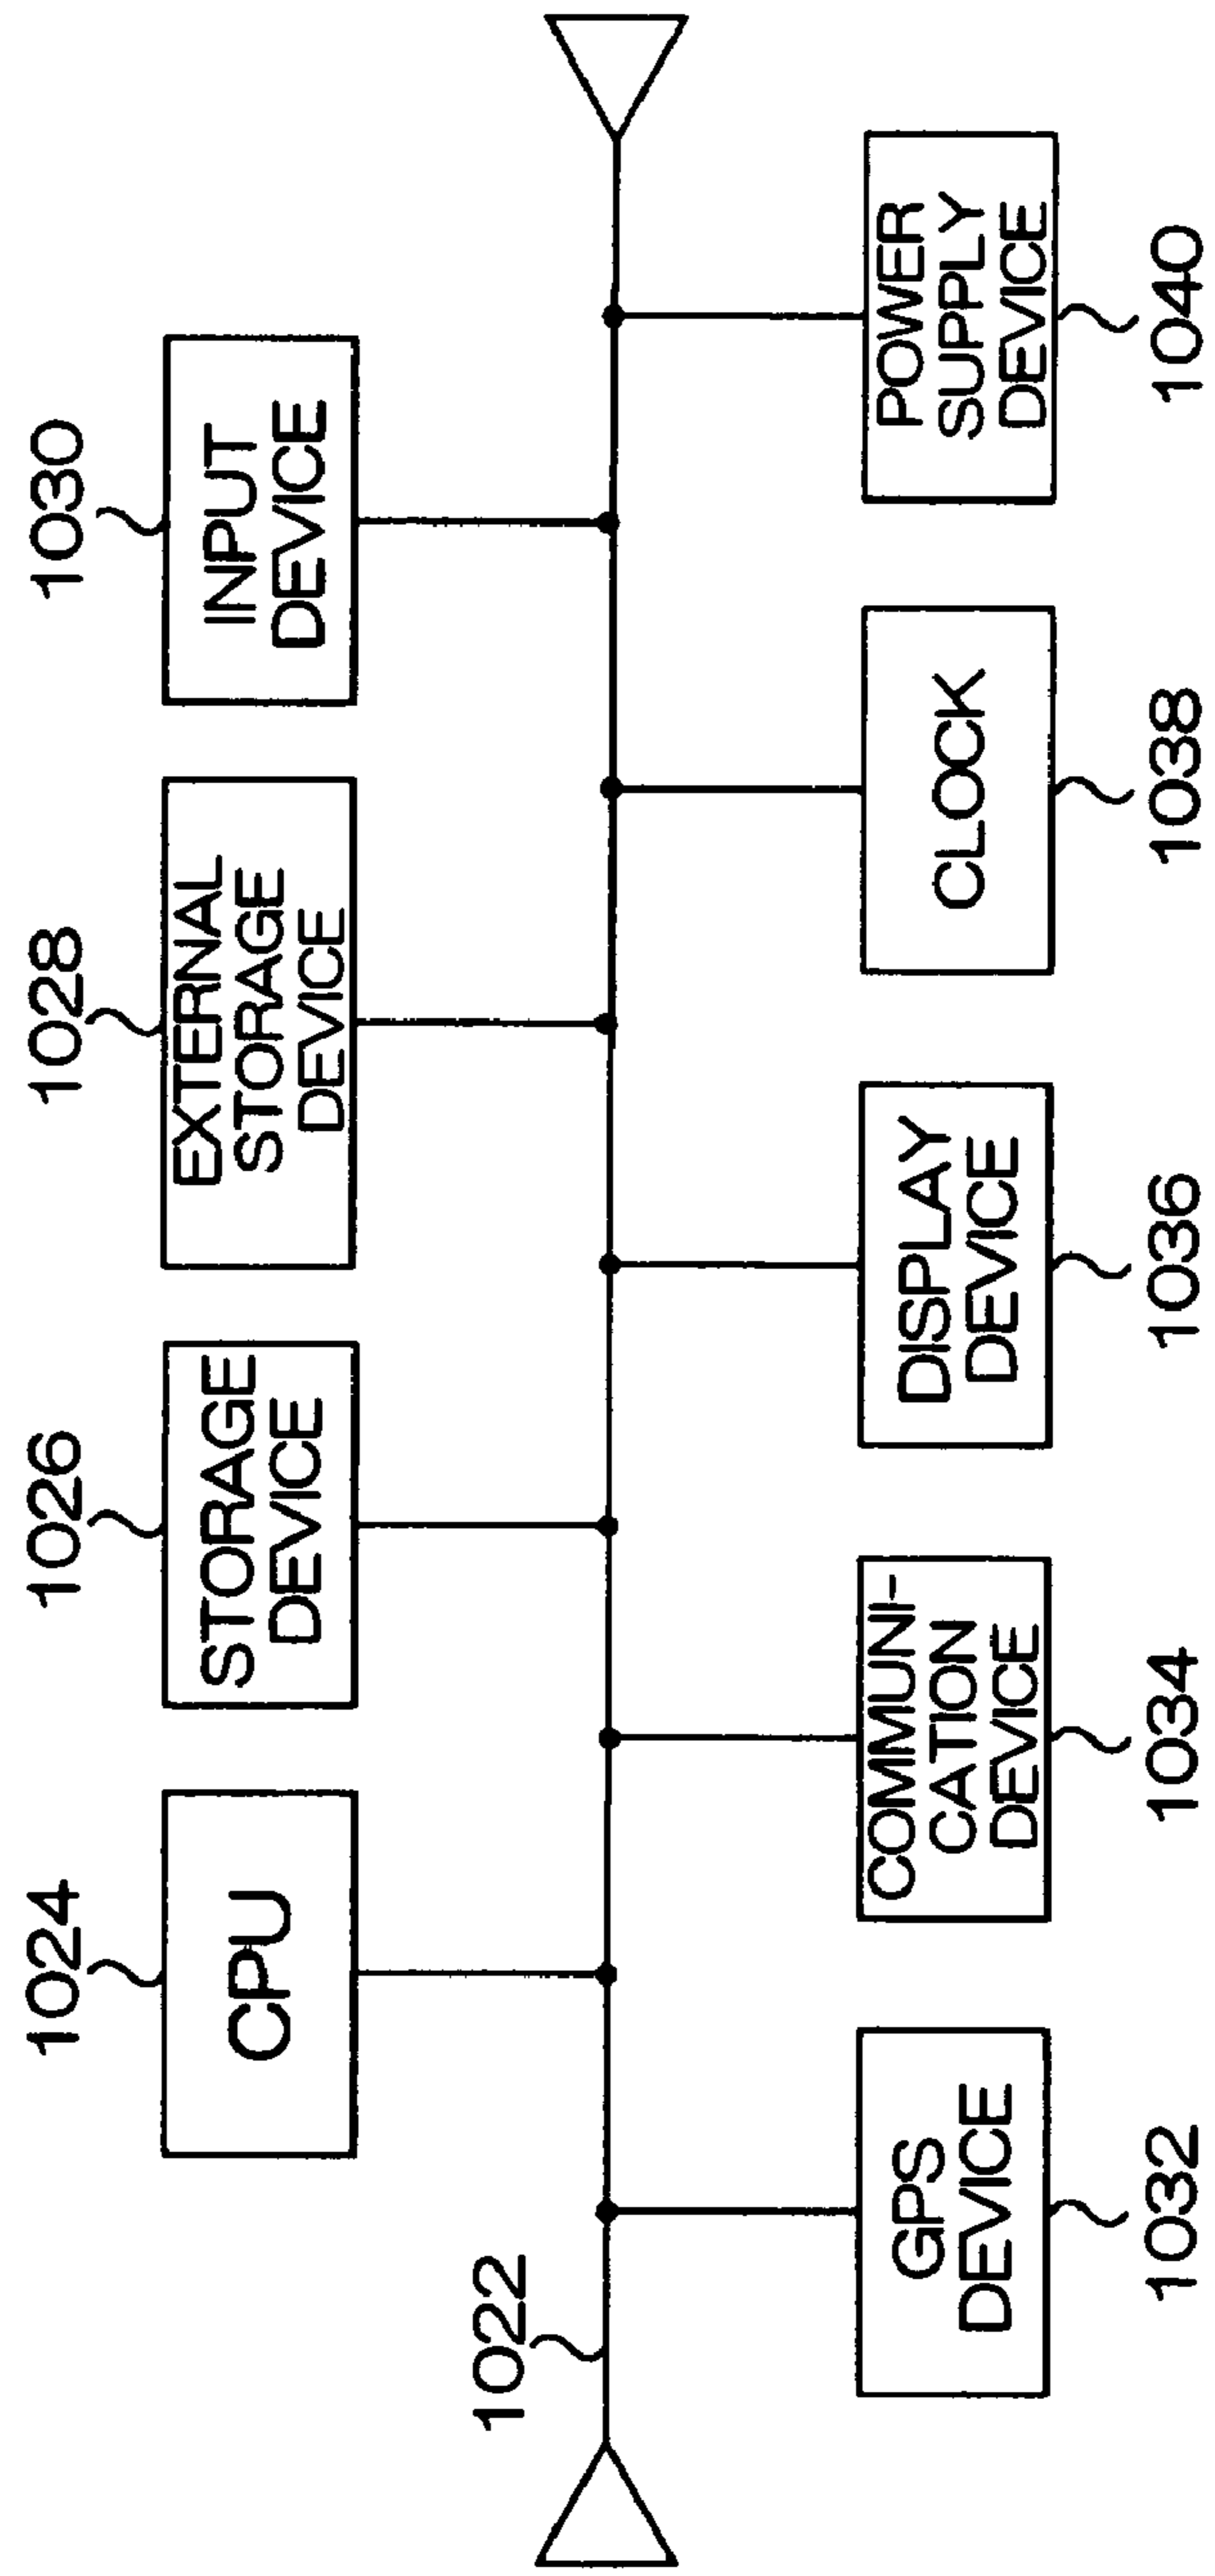 1024
CPU
1026
STORAGE
DEVICE
1028
EXTERNAL
STORAGE
DEVICE
1030
INPUT
DEVICE
1022
GPS
DEVICE
1032
COMMUNI-
CATION
DEVICE
1034
DISPLAY
DEVICE
1036
CLOCK
1038
POWER
SUPPLY
DEVICE
1040